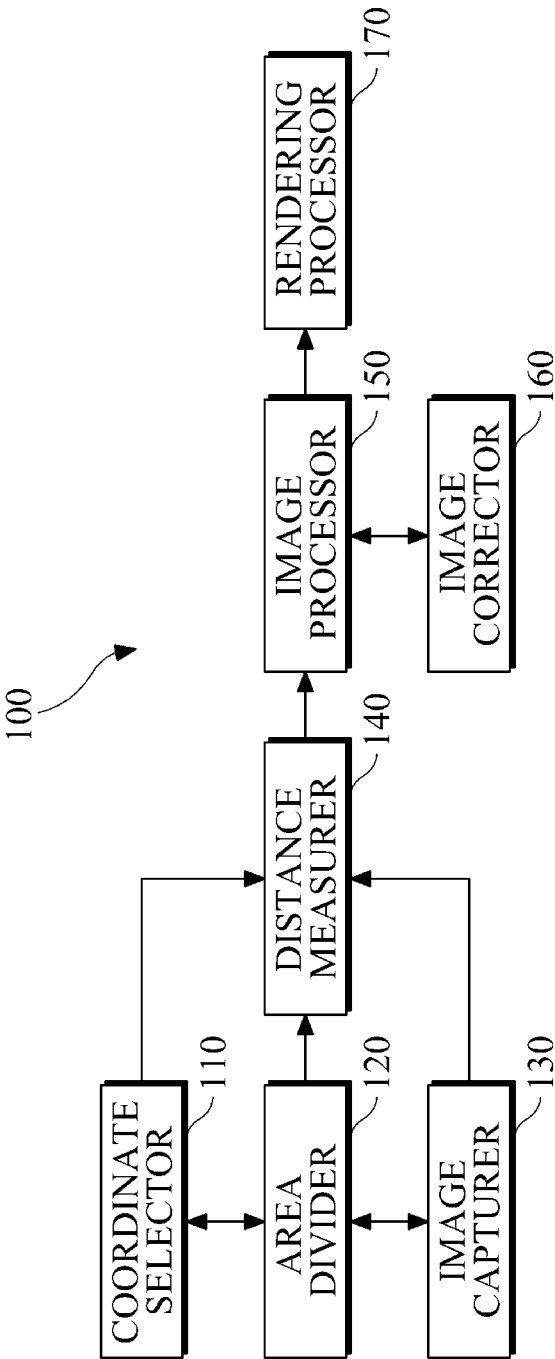 100
COORDINATE
SELECTOR
110
AREA
DIVIDER
120
IMAGE
CAPTURER
130
DISTANCE
MEASURER
140
IMAGE
PROCESSOR
150
IMAGE
CORRECTOR
160
RENDERING
PROCESSOR
170